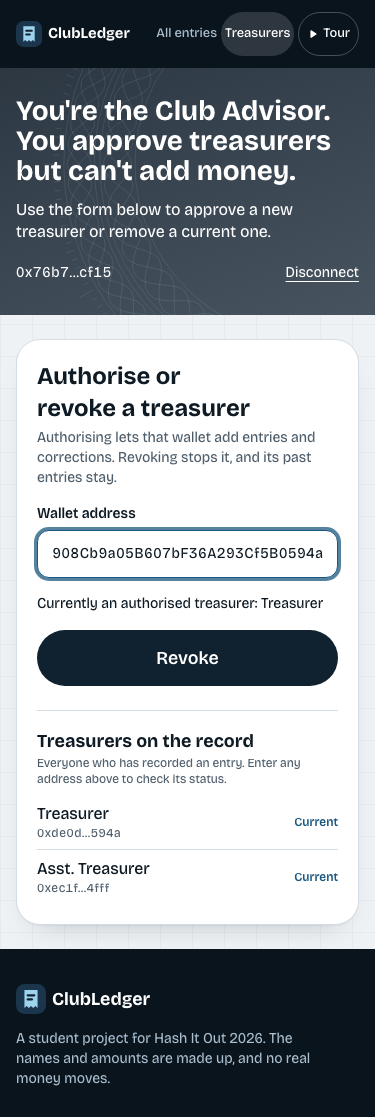 ClubLedger
All entries
Treasurers
Tour
You're the Club Advisor.
You approve treasurers
but can't add money.
Use the form below to approve a new
treasurer or remove a current one.
0x76b7…cf15
Disconnect
Authorise or
revoke a treasurer
Authorising lets that wallet add entries and
corrections. Revoking stops it, and its past
entries stay.
Wallet address
908Cb9a05B607bF36A293Cf5B0594a
Currently an authorised treasurer: Treasurer
Revoke
Treasurers on the record
Everyone who has recorded an entry. Enter any
address above to check its status.
Treasurer
0xde0d…594a
Current
Asst. Treasurer
0xec1f…4fff
Current
ClubLedger
A student project for Hash It Out 2026. The
names and amounts are made up, and no real
money moves.